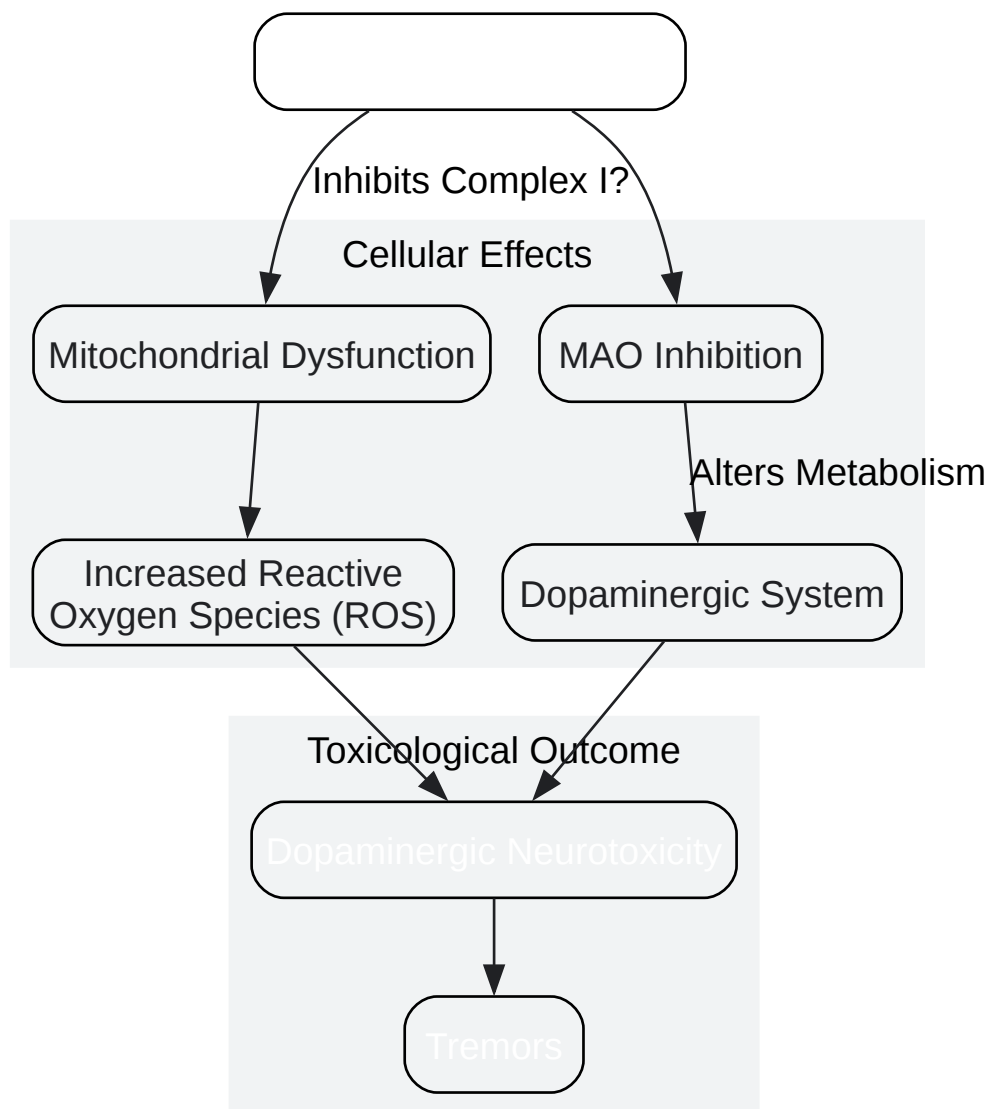 Inhibits Complex I?
Cellular Effects
Mitochondrial Dysfunction
MAO Inhibition
Alters Metabolism
Increased Reactive
Oxygen Species (ROS)
Dopaminergic System
Toxicological Outcome
Dopaminergic Neurotoxicity
Tremors